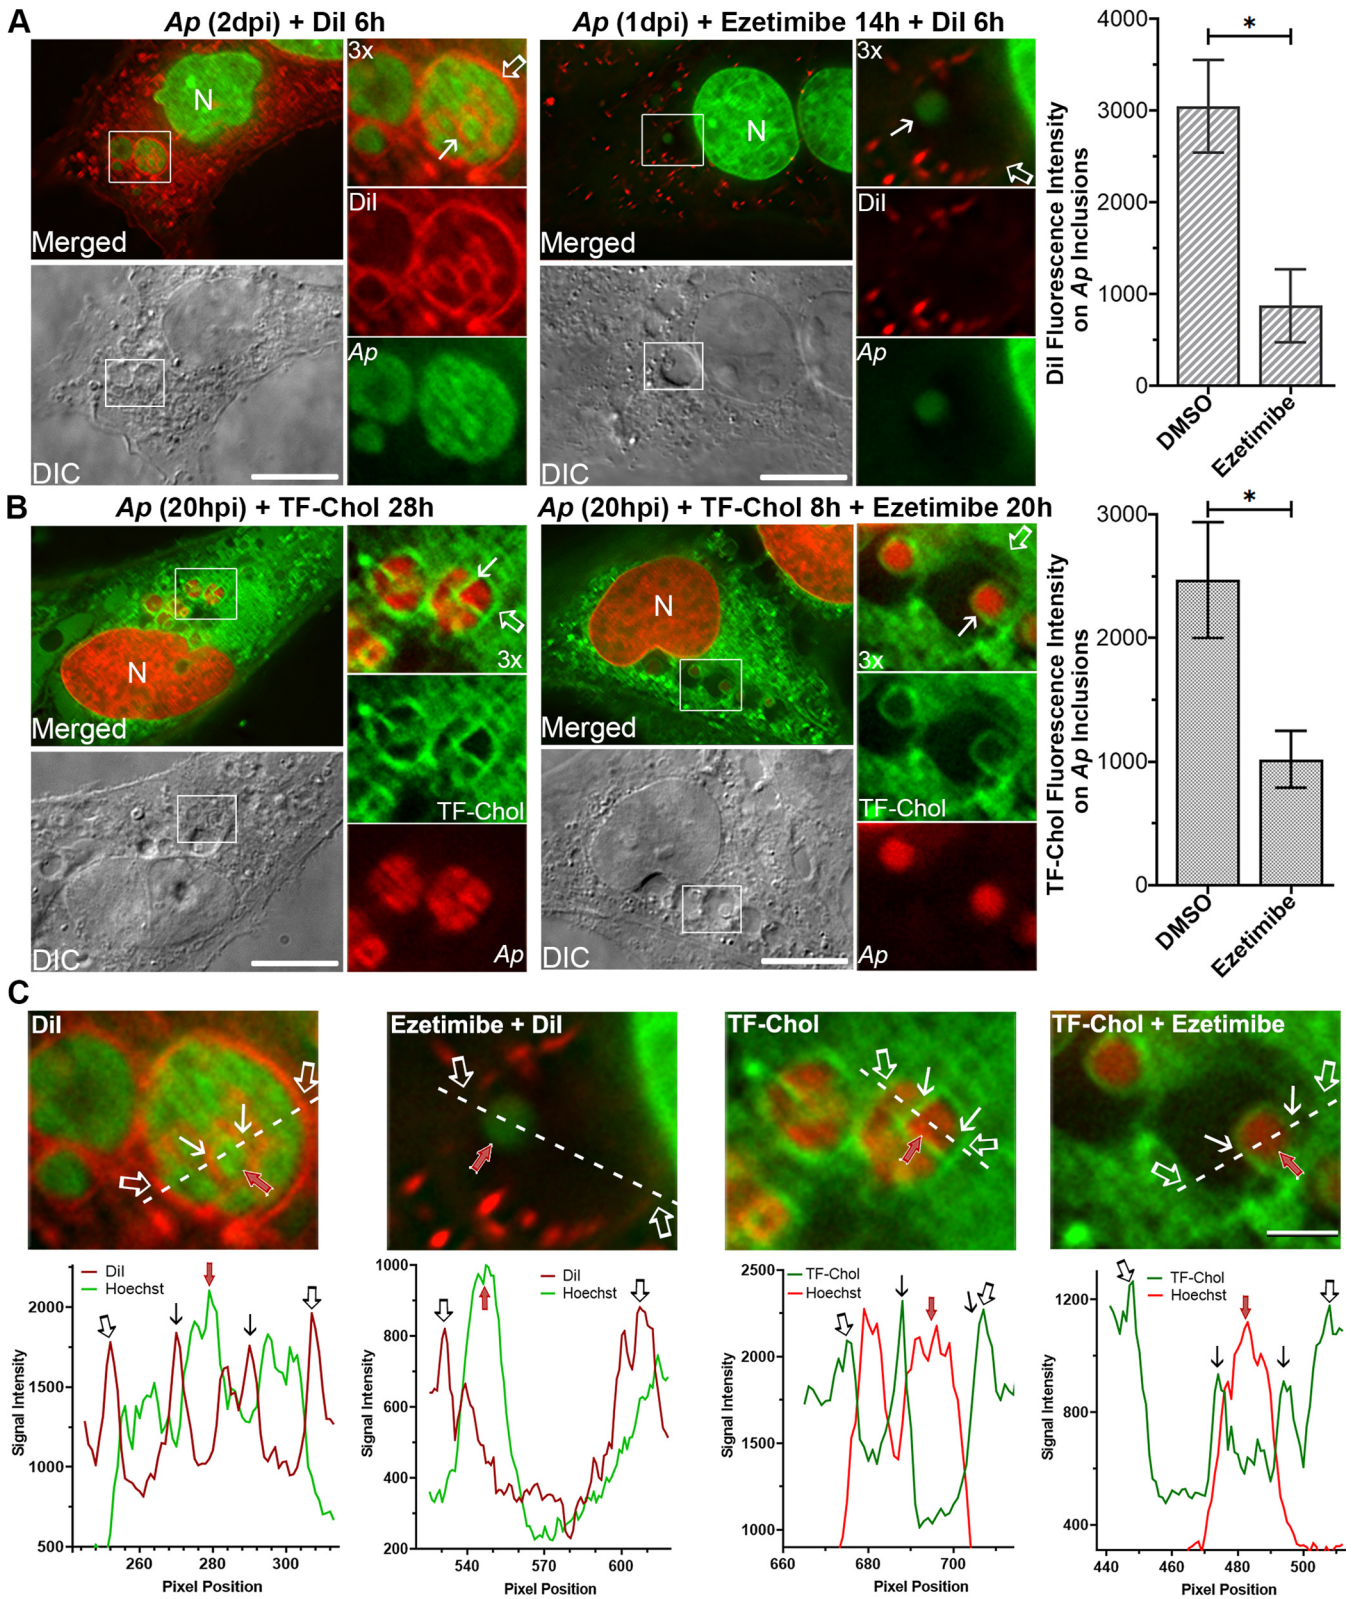 A
Ap (2dpi) + DiI 6h
N
Merged
DIC
3x
DiI
Ap
Ap (1dpi) + Ezetimibe 14h + DiI 6h
N
Merged
DIC
3x
DiI
Ap
DiI Fluorescence Intensity
on Ap Inclusions
4000
3000
2000
1000
0
*
DMSO
Ezetimibe
B
Ap (20hpi) + TF-Chol 28h
N
Merged
DIC
3x
TF-Chol
Ap
Ap (20hpi) + TF-Chol 8h + Ezetimibe 20h
N
Merged
DIC
3x
TF-Chol
Ap
TF-Chol Fluorescence Intensity
on Ap Inclusions
3000
2000
1000
0
*
DMSO
Ezetimibe
C
DiI
Ezetimibe + DiI
TF-Chol
TF-Chol + Ezetimibe
DiI
Hoechst
Signal Intensity
2000
1500
1000
500
260
280
300
Pixel Position
DiI
Hoechst
Signal Intensity
1000
800
600
400
200
540
570
600
Pixel Position
TF-Chol
Hoechst
Signal Intensity
2500
2000
1500
1000
660
680
700
Pixel Position
TF-Chol
Hoechst
Signal Intensity
1200
800
400
440
460
480
500
Pixel Position